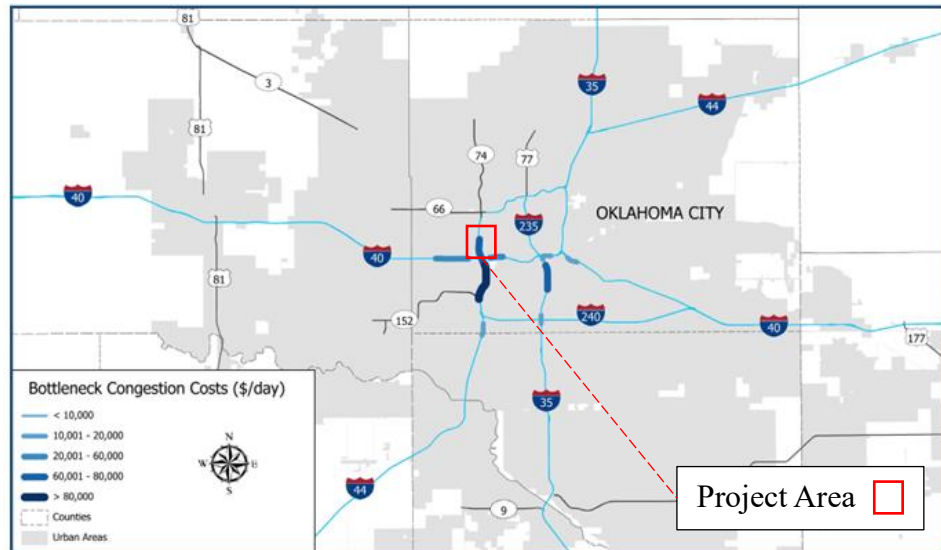 81
3
35
44
81
74
77
40
66
235
OKLAHOMA CITY
40
81
152
240
40
177
Bottleneck Congestion Costs ($/day)
< 10,000
10,001 - 20,000
20,001 - 60,000
60,001 - 80,000
> 80,000
Counties
Urban Areas
N
W E
S
35
44
9
Project Area